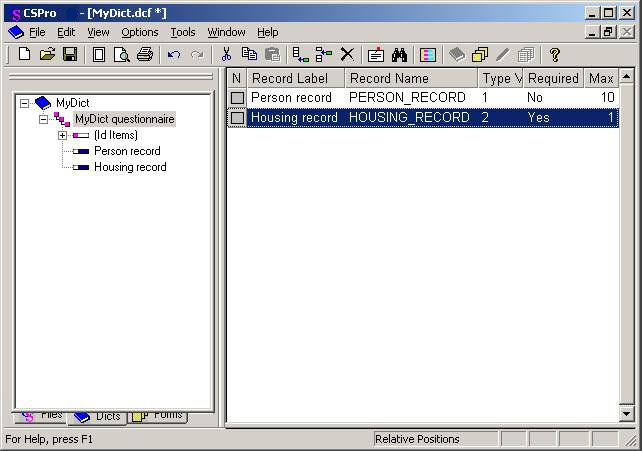 CSPro - [MyDict.dcf *]
File Edit View Options Tools Window Help
N Record Label Record Name Type V Required Max
Person record PERSON_RECORD 1 No 10
Housing record HOUSING_RECORD 2 Yes 1
MyDict
MyDict questionnaire
(Id Items)
Person record
Housing record
Files Dicts Forms
For Help, press F1 Relative Positions